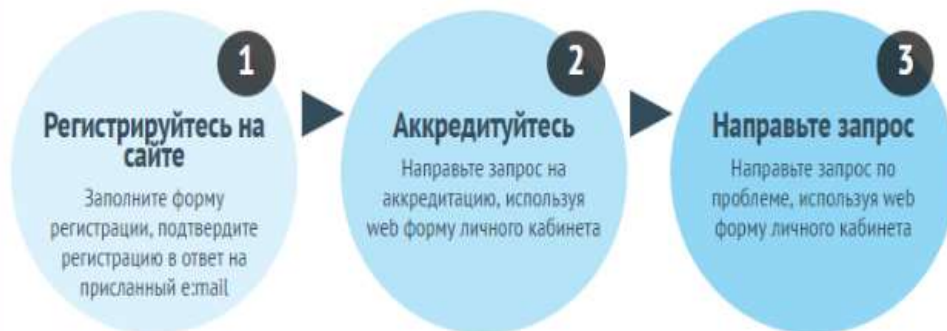 1
Регистрируйтесь на
сайте
Заполните форму
регистрации, подтвердите
регистрацию в ответ на
присланный e:mail
2
Аккредитуйтесь
Направьте запрос на
аккредитацию, используя
web форму личного кабинета
3
Направьте запрос
Направьте запрос по
проблеме, используя web
форму личного кабинета